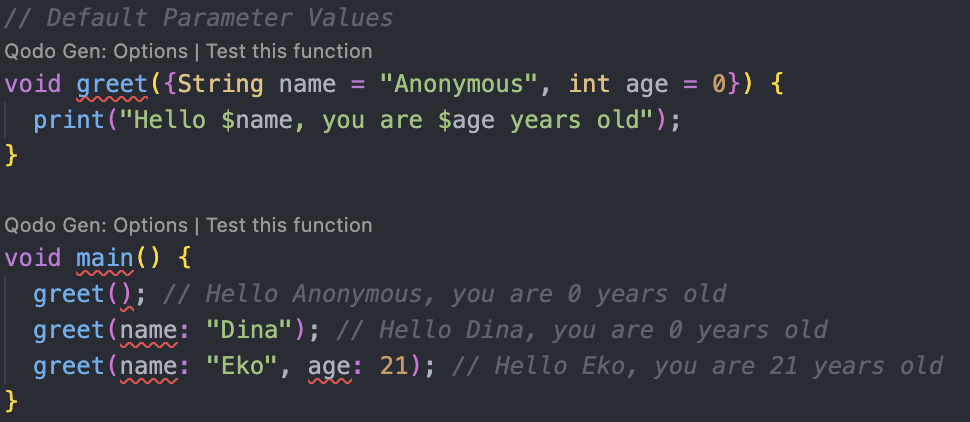 // Default Parameter Values
Qodo Gen: Options | Test this function
void greet({String name = "Anonymous", int age = 0}) {
  print("Hello $name, you are $age years old");
}
Qodo Gen: Options | Test this function
void main() {
  greet(); // Hello Anonymous, you are 0 years old
  greet(name: "Dina"); // Hello Dina, you are 0 years old
  greet(name: "Eko", age: 21); // Hello Eko, you are 21 years old
}